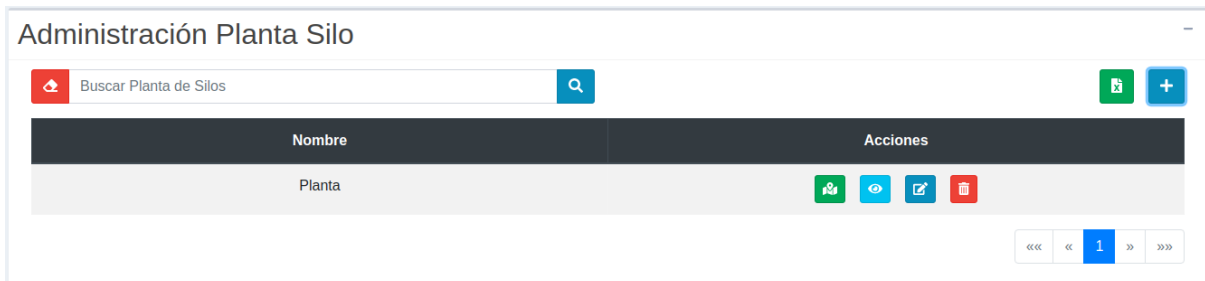 Administración Planta Silo
Buscar Planta de Silos
Nombre Acciones
Planta
«« « 1 » »»